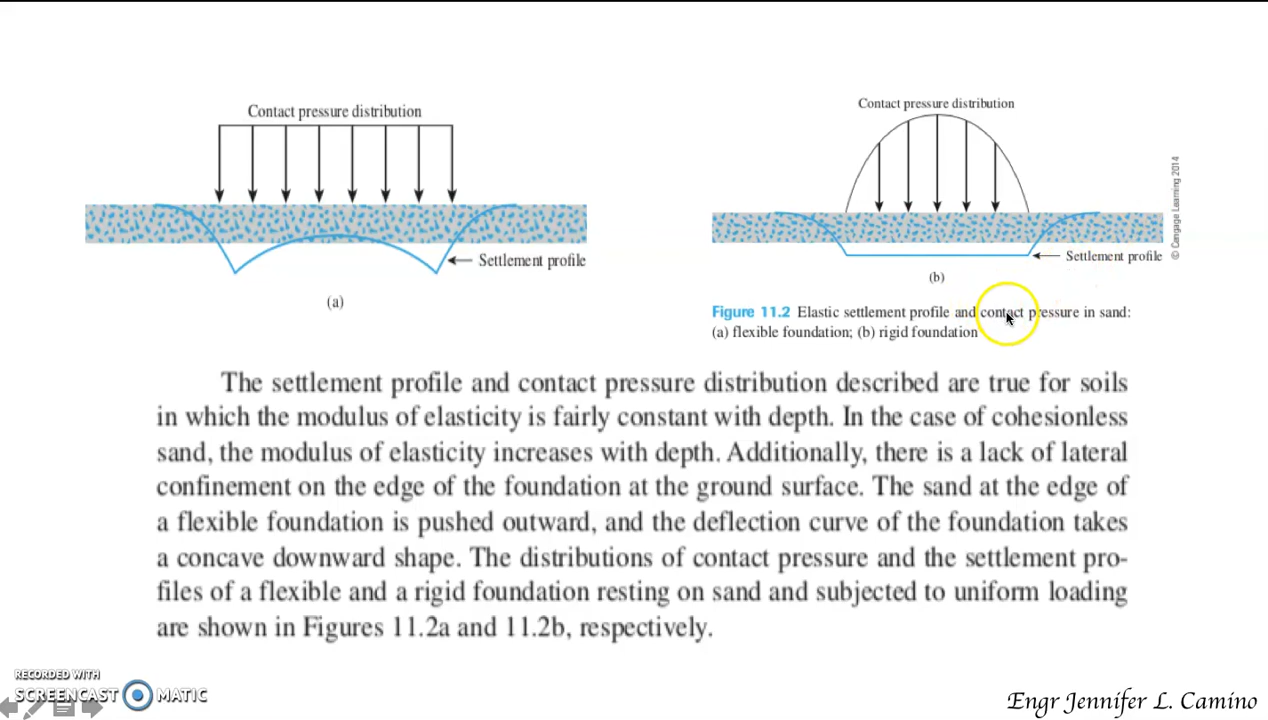 Contact pressure distribution
Settlement profile
(a)
Contact pressure distribution
Settlement profile
(b)
© Cengage Learning 2014
Figure 11.2 Elastic settlement profile and contact pressure in sand:
(a) flexible foundation; (b) rigid foundation
The settlement profile and contact pressure distribution described are true for soils
in which the modulus of elasticity is fairly constant with depth. In the case of cohesionless
sand, the modulus of elasticity increases with depth. Additionally, there is a lack of lateral
confinement on the edge of the foundation at the ground surface. The sand at the edge of
a flexible foundation is pushed outward, and the deflection curve of the foundation takes
a concave downward shape. The distributions of contact pressure and the settlement pro-
files of a flexible and a rigid foundation resting on sand and subjected to uniform loading
are shown in Figures 11.2a and 11.2b, respectively.
RECORDED WITH
SCREENCAST MATIC
Engr Jennifer L. Camino